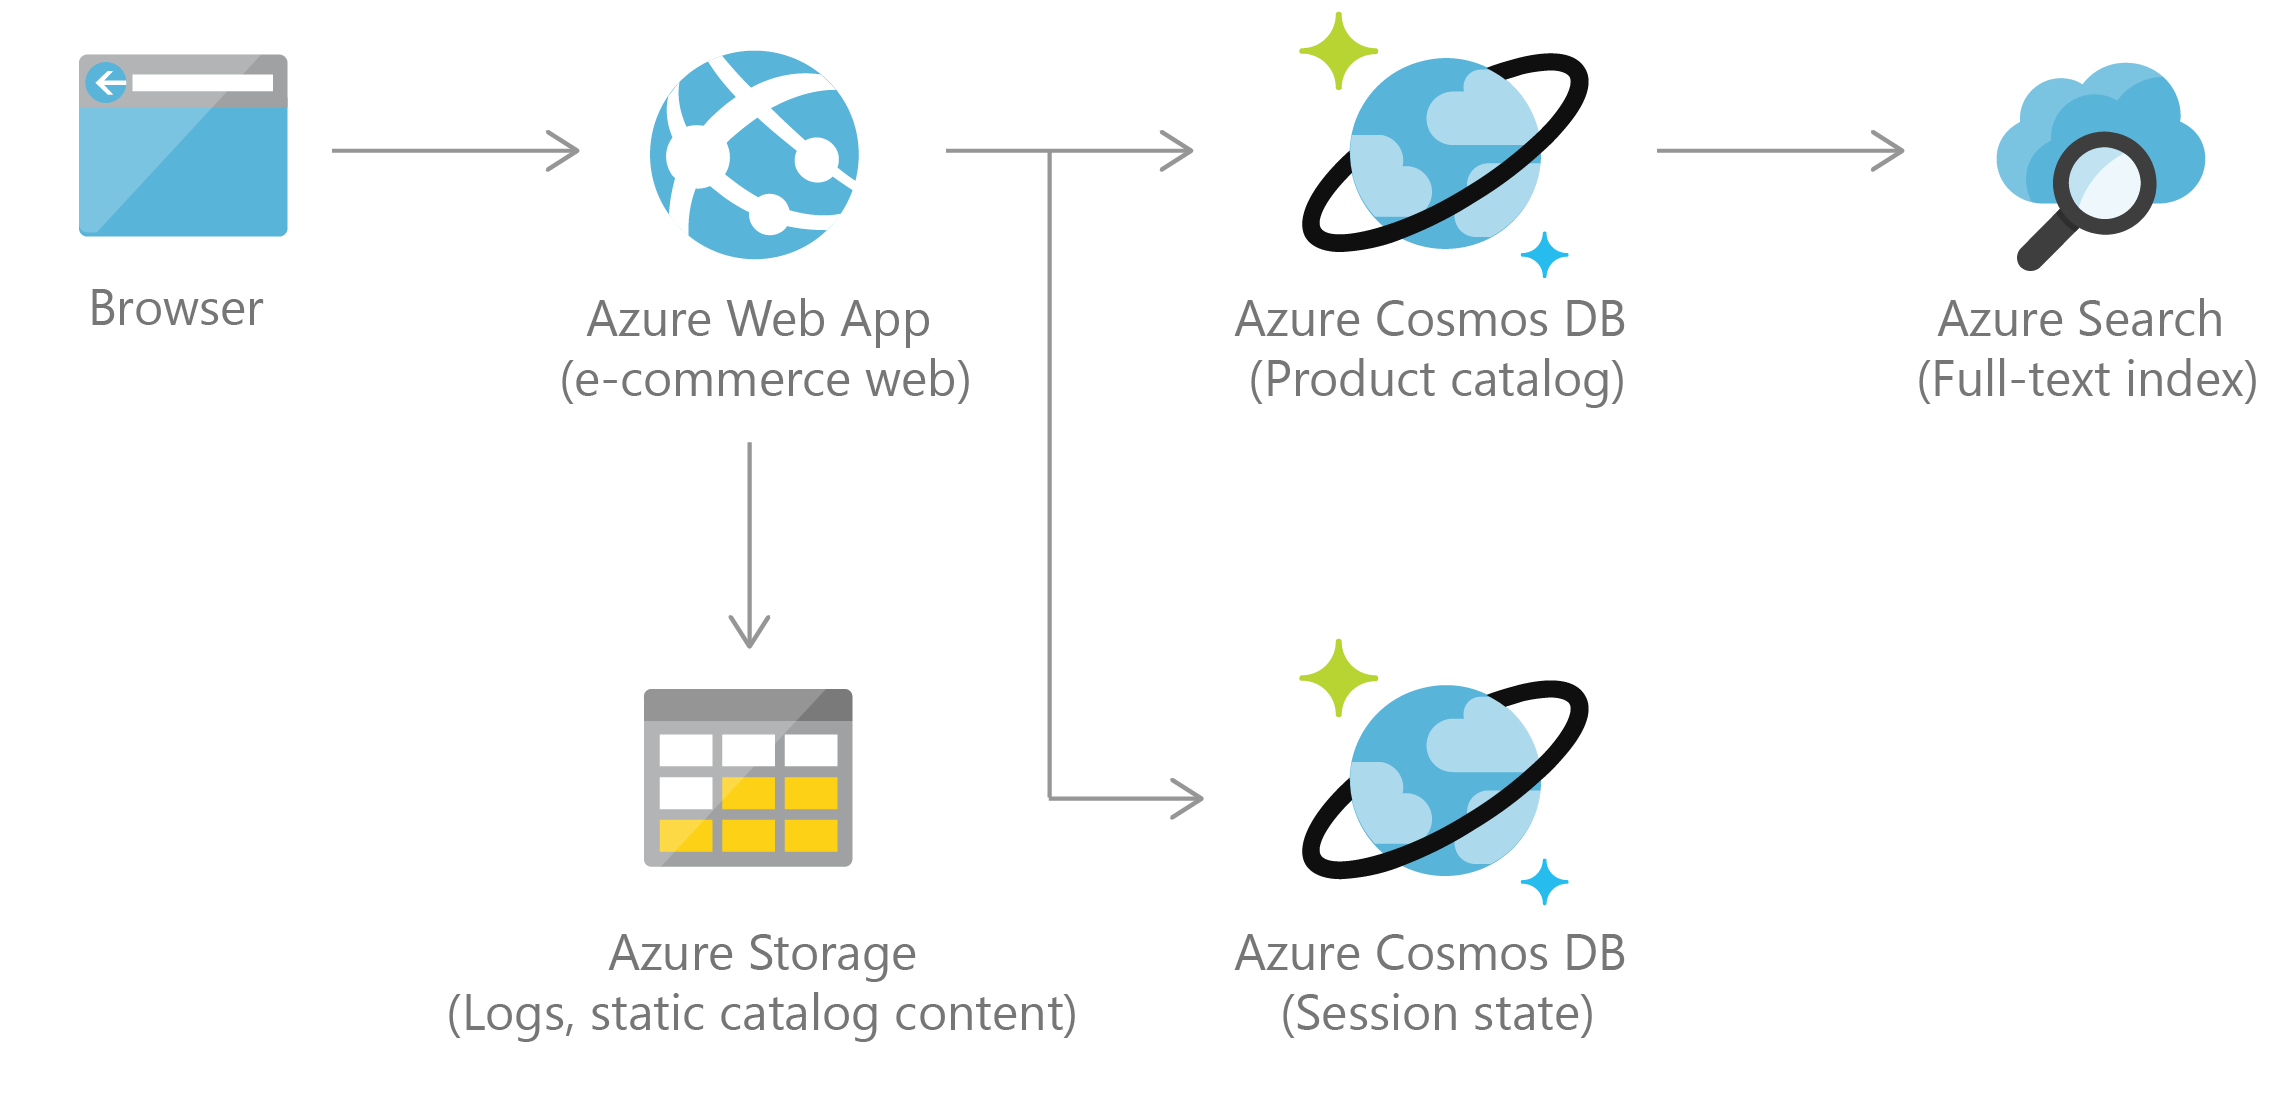 Browser
Azure Web App
(e-commerce web)
Azure Cosmos DB
(Product catalog)
Azure Search
(Full-text index)
Azure Storage
(Logs, static catalog content)
Azure Cosmos DB
(Session state)